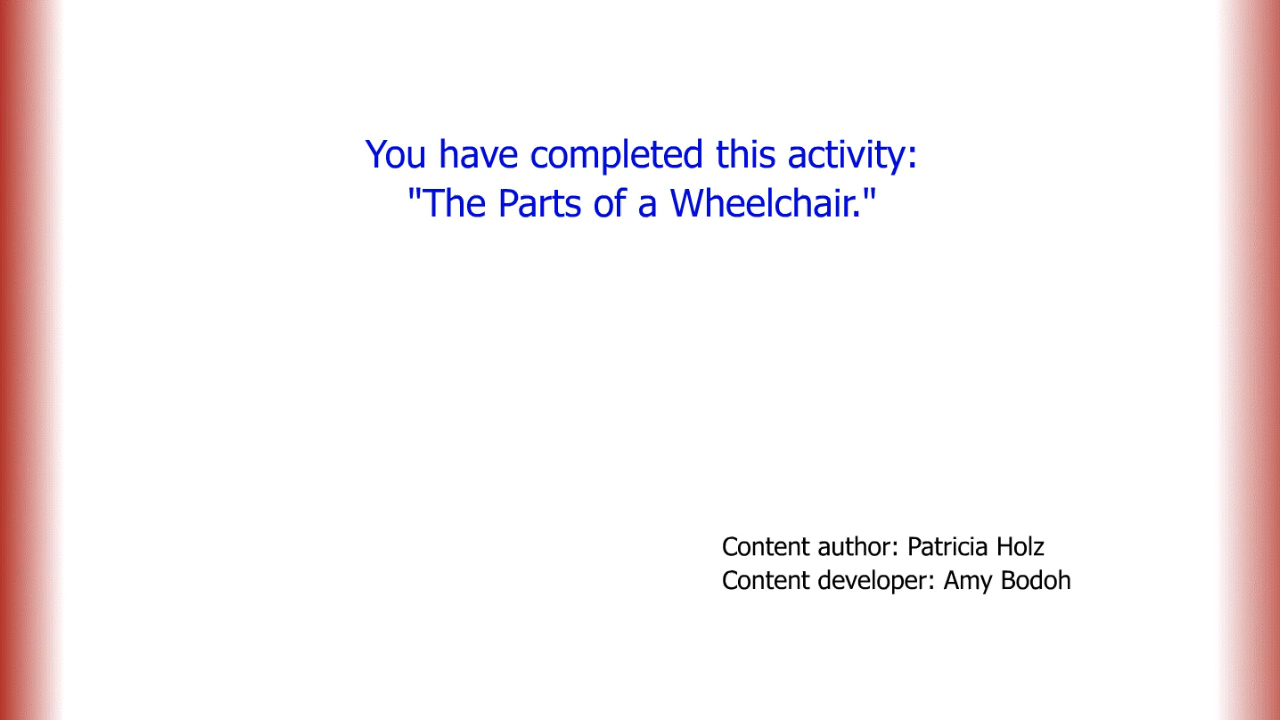 You have completed this activity:
"The Parts of a Wheelchair."
Content author: Patricia Holz
Content developer: Amy Bodoh